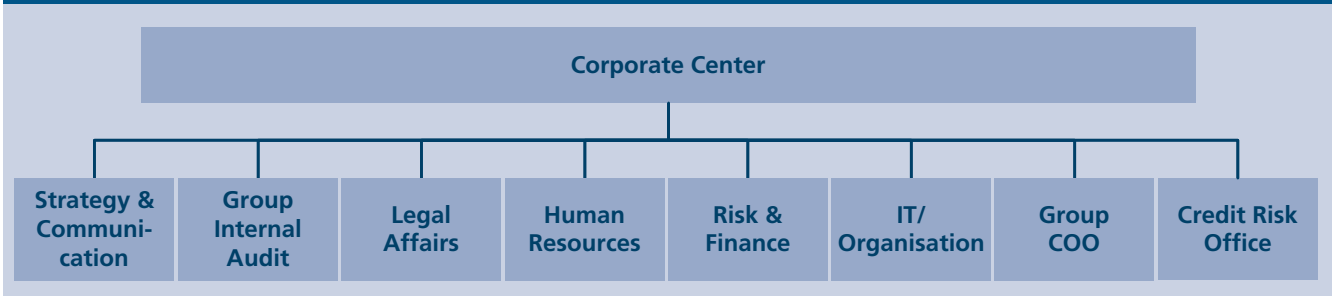 Corporate Center
Strategy &
Communi-
cation
Group
Internal
Audit
Legal
Affairs
Human
Resources
Risk &
Finance
IT/
Organisation
Group
COO
Credit Risk
Office